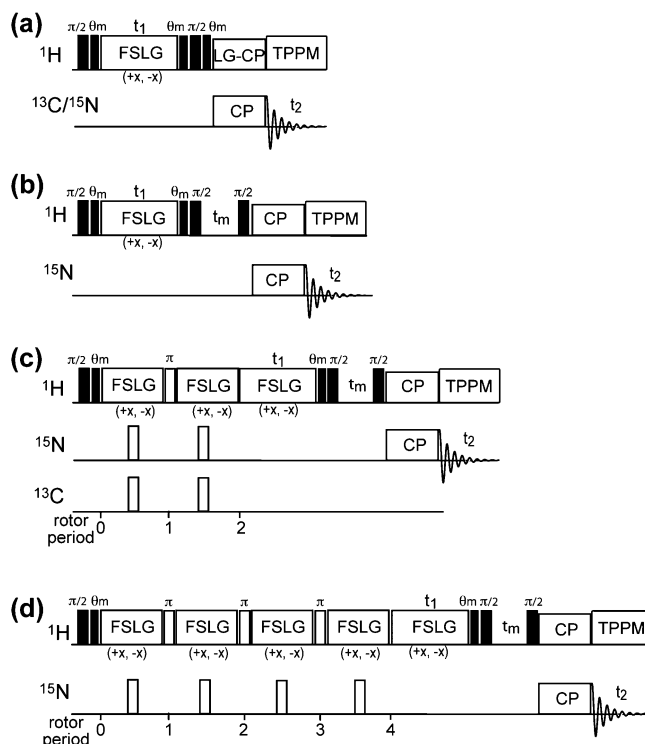 (a)
π/2 θm t1 θm π/2 θm
¹H FSLG LG-CP TPPM
(+x, -x)
¹³C/¹⁵N CP t2
(b)
π/2 θm t1 θm π/2 π/2
¹H FSLG tm CP TPPM
(+x, -x)
¹⁵N CP t2
(c)
π/2 θm π t1 θm π/2 π/2
¹H FSLG FSLG FSLG tm CP TPPM
(+x, -x) (+x, -x) (+x, -x)
¹⁵N CP t2
¹³C
rotor period 0 1 2
(d)
π/2 θm π π π t1 θm π/2 π/2
¹H FSLG FSLG FSLG FSLG FSLG tm CP TPPM
(+x, -x) (+x, -x) (+x, -x) (+x, -x) (+x, -x)
¹⁵N CP t2
rotor period 0 1 2 3 4